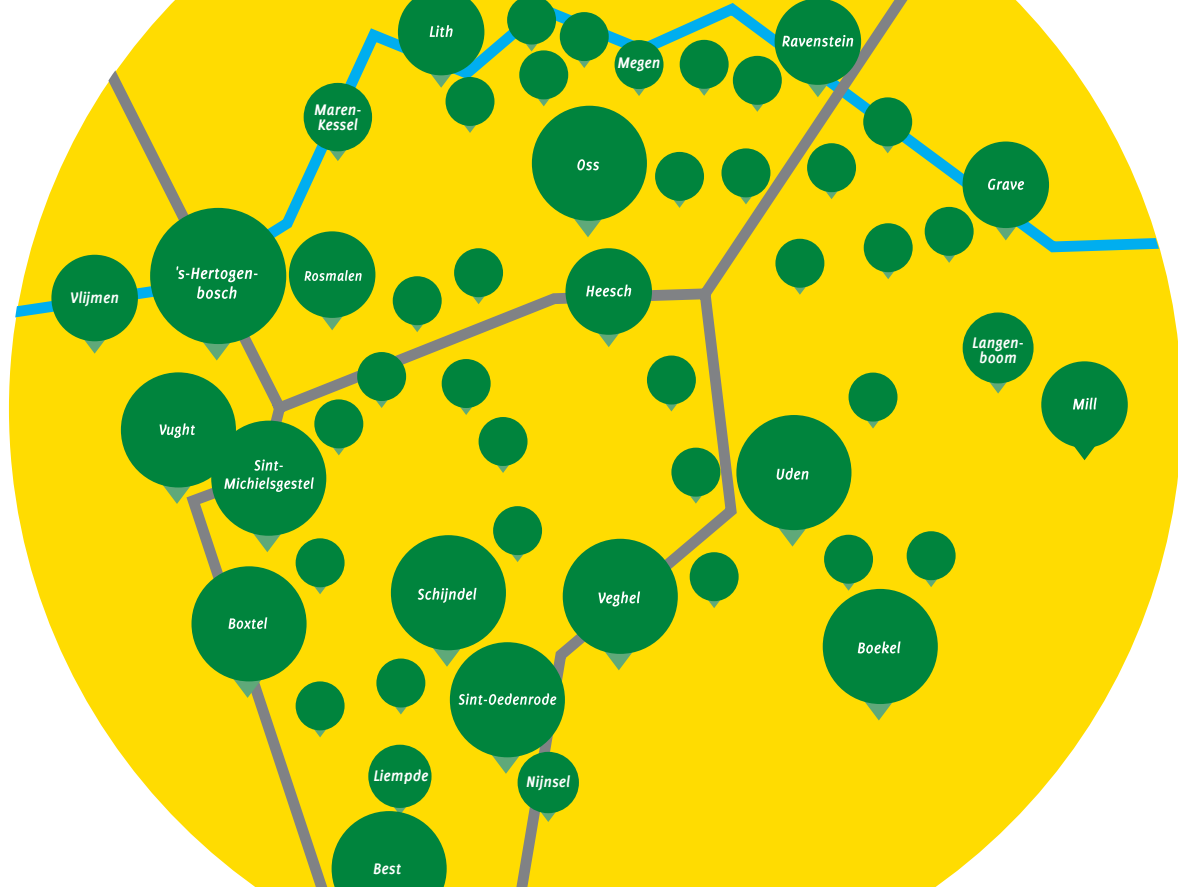 Lith
Ravenstein
Megen
Maren-
Kessel
Oss
Grave
's-Hertogen-
bosch
Rosmalen
Vlijmen
Heesch
Langen-
boom
Mill
Vught
Sint-
Michielsgestel
Uden
Schijndel
Veghel
Boxtel
Boekel
Sint-Oedenrode
Liempde
Nijnsel
Best